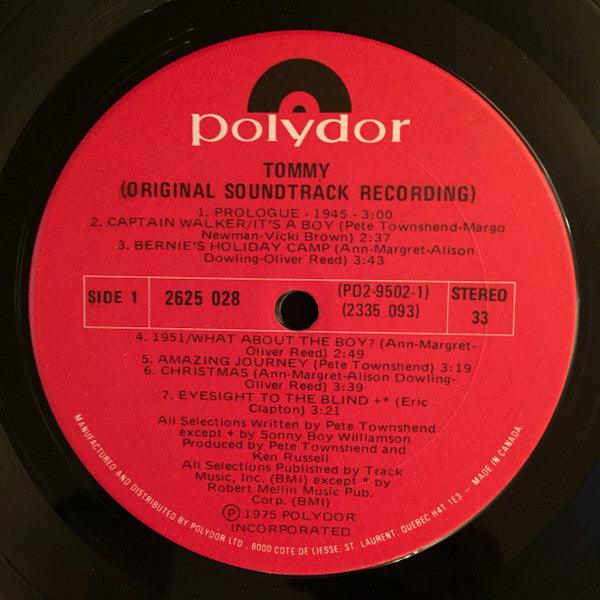 polydor
TOMMY
(ORIGINAL SOUNDTRACK RECORDING)
1. PROLOGUE - 1945 - 3:00
2. CAPTAIN WALKER/IT'S A BOY (Pete Townshend-Margo
Newman-Vicki Brown) 2:37
3. BERNIE'S HOLIDAY CAMP (Ann-Margret-Alison
Dowling-Oliver Reed) 3:43
SIDE 1 2625 028 (PD2-9502-1) STEREO
(2335 093) 33
4. 1951/WHAT ABOUT THE BOY? (Ann-Margret-
Oliver Reed) 2:49
5. AMAZING JOURNEY (Pete Townshend) 3:19
6. CHRISTMAS (Ann-Margret-Alison Dowling-
Oliver Reed) 3:39
7. EYESIGHT TO THE BLIND +* (Eric
Clapton) 3:21
All Selections Written by Pete Townshend
except + by Sonny Boy Williamson
Produced by Pete Townshend and
Ken Russell
All Selections Published by Track
Music, Inc. (BMI) except * by
Robert Mellin Music Pub.
Corp. (BMI)
Ⓟ 1975 POLYDOR
INCORPORATED
MANUFACTURED AND DISTRIBUTED BY POLYDOR LTD., 6000 COTE DE LIESSE, ST. LAURENT, QUEBEC H4T 1E3 - MADE IN CANADA